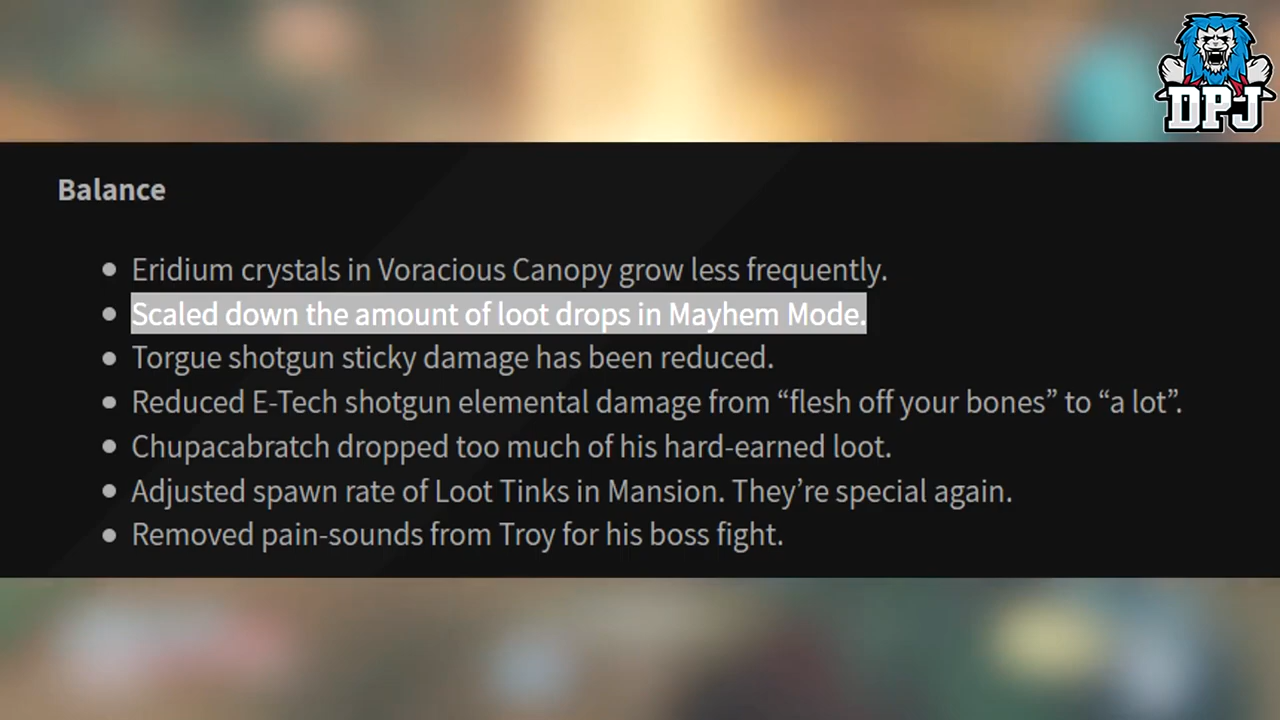 DPJ
Balance
Eridium crystals in Voracious Canopy grow less frequently.
Scaled down the amount of loot drops in Mayhem Mode.
Torgue shotgun sticky damage has been reduced.
Reduced E-Tech shotgun elemental damage from “flesh off your bones” to “a lot”.
Chupacabratch dropped too much of his hard-earned loot.
Adjusted spawn rate of Loot Tinks in Mansion. They’re special again.
Removed pain-sounds from Troy for his boss fight.